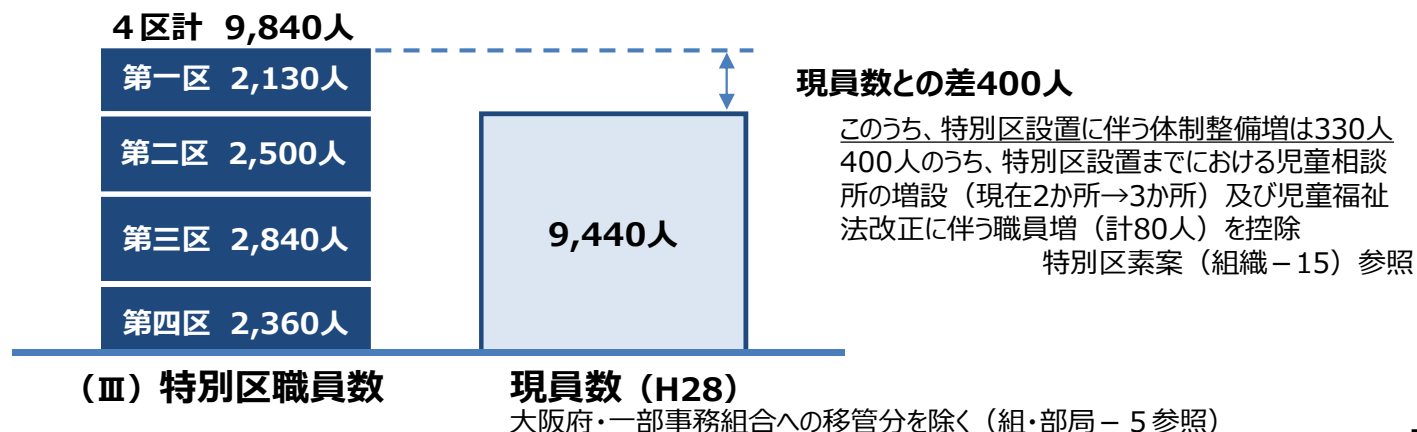 ４区計 9,840人
第一区 2,130人
第二区 2,500人
第三区 2,840人
第四区 2,360人
（Ⅲ）特別区職員数
9,440人
現員数（H28）
大阪府・一部事務組合への移管分を除く（組・部局－５参照）
現員数との差400人
このうち、特別区設置に伴う体制整備増は330人
400人のうち、特別区設置までにおける児童相談
所の増設（現在2か所→3か所）及び児童福祉
法改正に伴う職員増（計80人）を控除
特別区素案（組織－15）参照